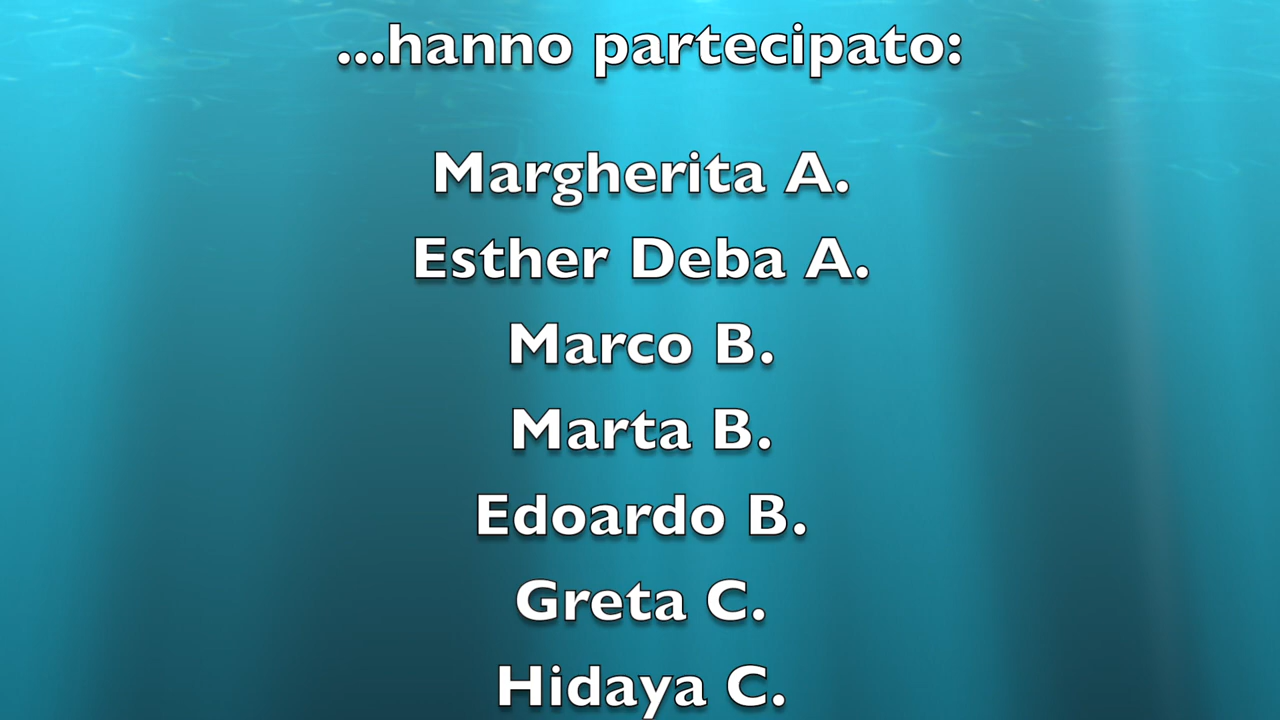 ...hanno partecipato:
Margherita A.
Esther Deba A.
Marco B.
Marta B.
Edoardo B.
Greta C.
Hidaya C.